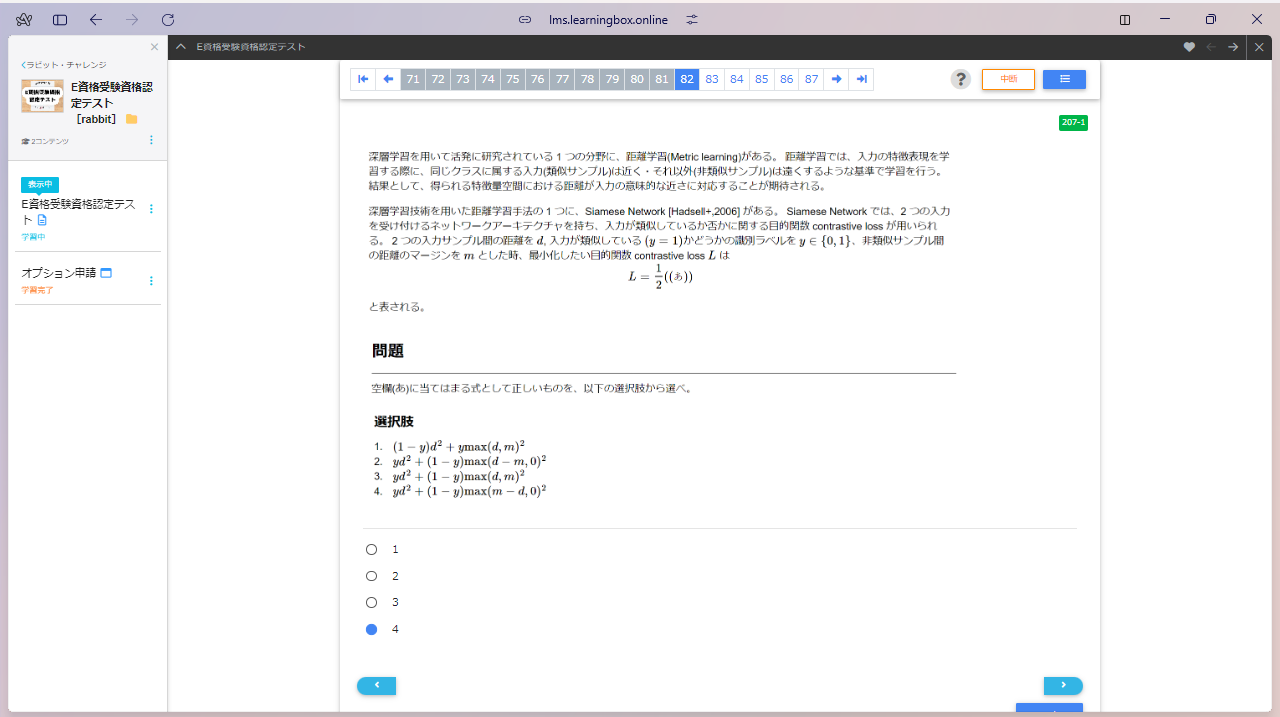 lms.learningbox.online
E資格受験資格認定テスト
ラビット・チャレンジ
E資格受験資格認定テスト［rabbit］
2コンテンツ
表示中
E資格受験資格認定テスト
学習中
オプション申請
学習完了
71 72 73 74 75 76 77 78 79 80 81 82 83 84 85 86 87
?
中断
207-1
深層学習を用いて活発に研究されている 1 つの分野に、距離学習(Metric learning)がある。 距離学習では、入力の特徴表現を学
習する際に、同じクラスに属する入力(類似サンプル)は近く・それ以外(非類似サンプル)は遠くするような基準で学習を行う。
結果として、得られる特徴量空間における距離が入力の意味的な近さに対応することが期待される。
深層学習技術を用いた距離学習手法の 1 つに、Siamese Network [Hadsell+,2006] がある。 Siamese Network では、2 つの入力
を受け付けるネットワークアーキテクチャを持ち、入力が類似しているか否かに関する目的関数 contrastive loss が用いられ
る。 2 つの入力サンプル間の距離を d, 入力が類似している (y = 1)かどうかの識別ラベルを y ∈ {0, 1}、非類似サンプル間
の距離のマージンを m とした時、最小化したい目的関数 contrastive loss L は
L = 1/2((あ))
と表される。
問題
空欄(あ)に当てはまる式として正しいものを、以下の選択肢から選べ。
選択肢
1. (1 − y)d² + ymax(d, m)²
2. yd² + (1 − y)max(d − m, 0)²
3. yd² + (1 − y)max(d, m)²
4. yd² + (1 − y)max(m − d, 0)²
1
2
3
4